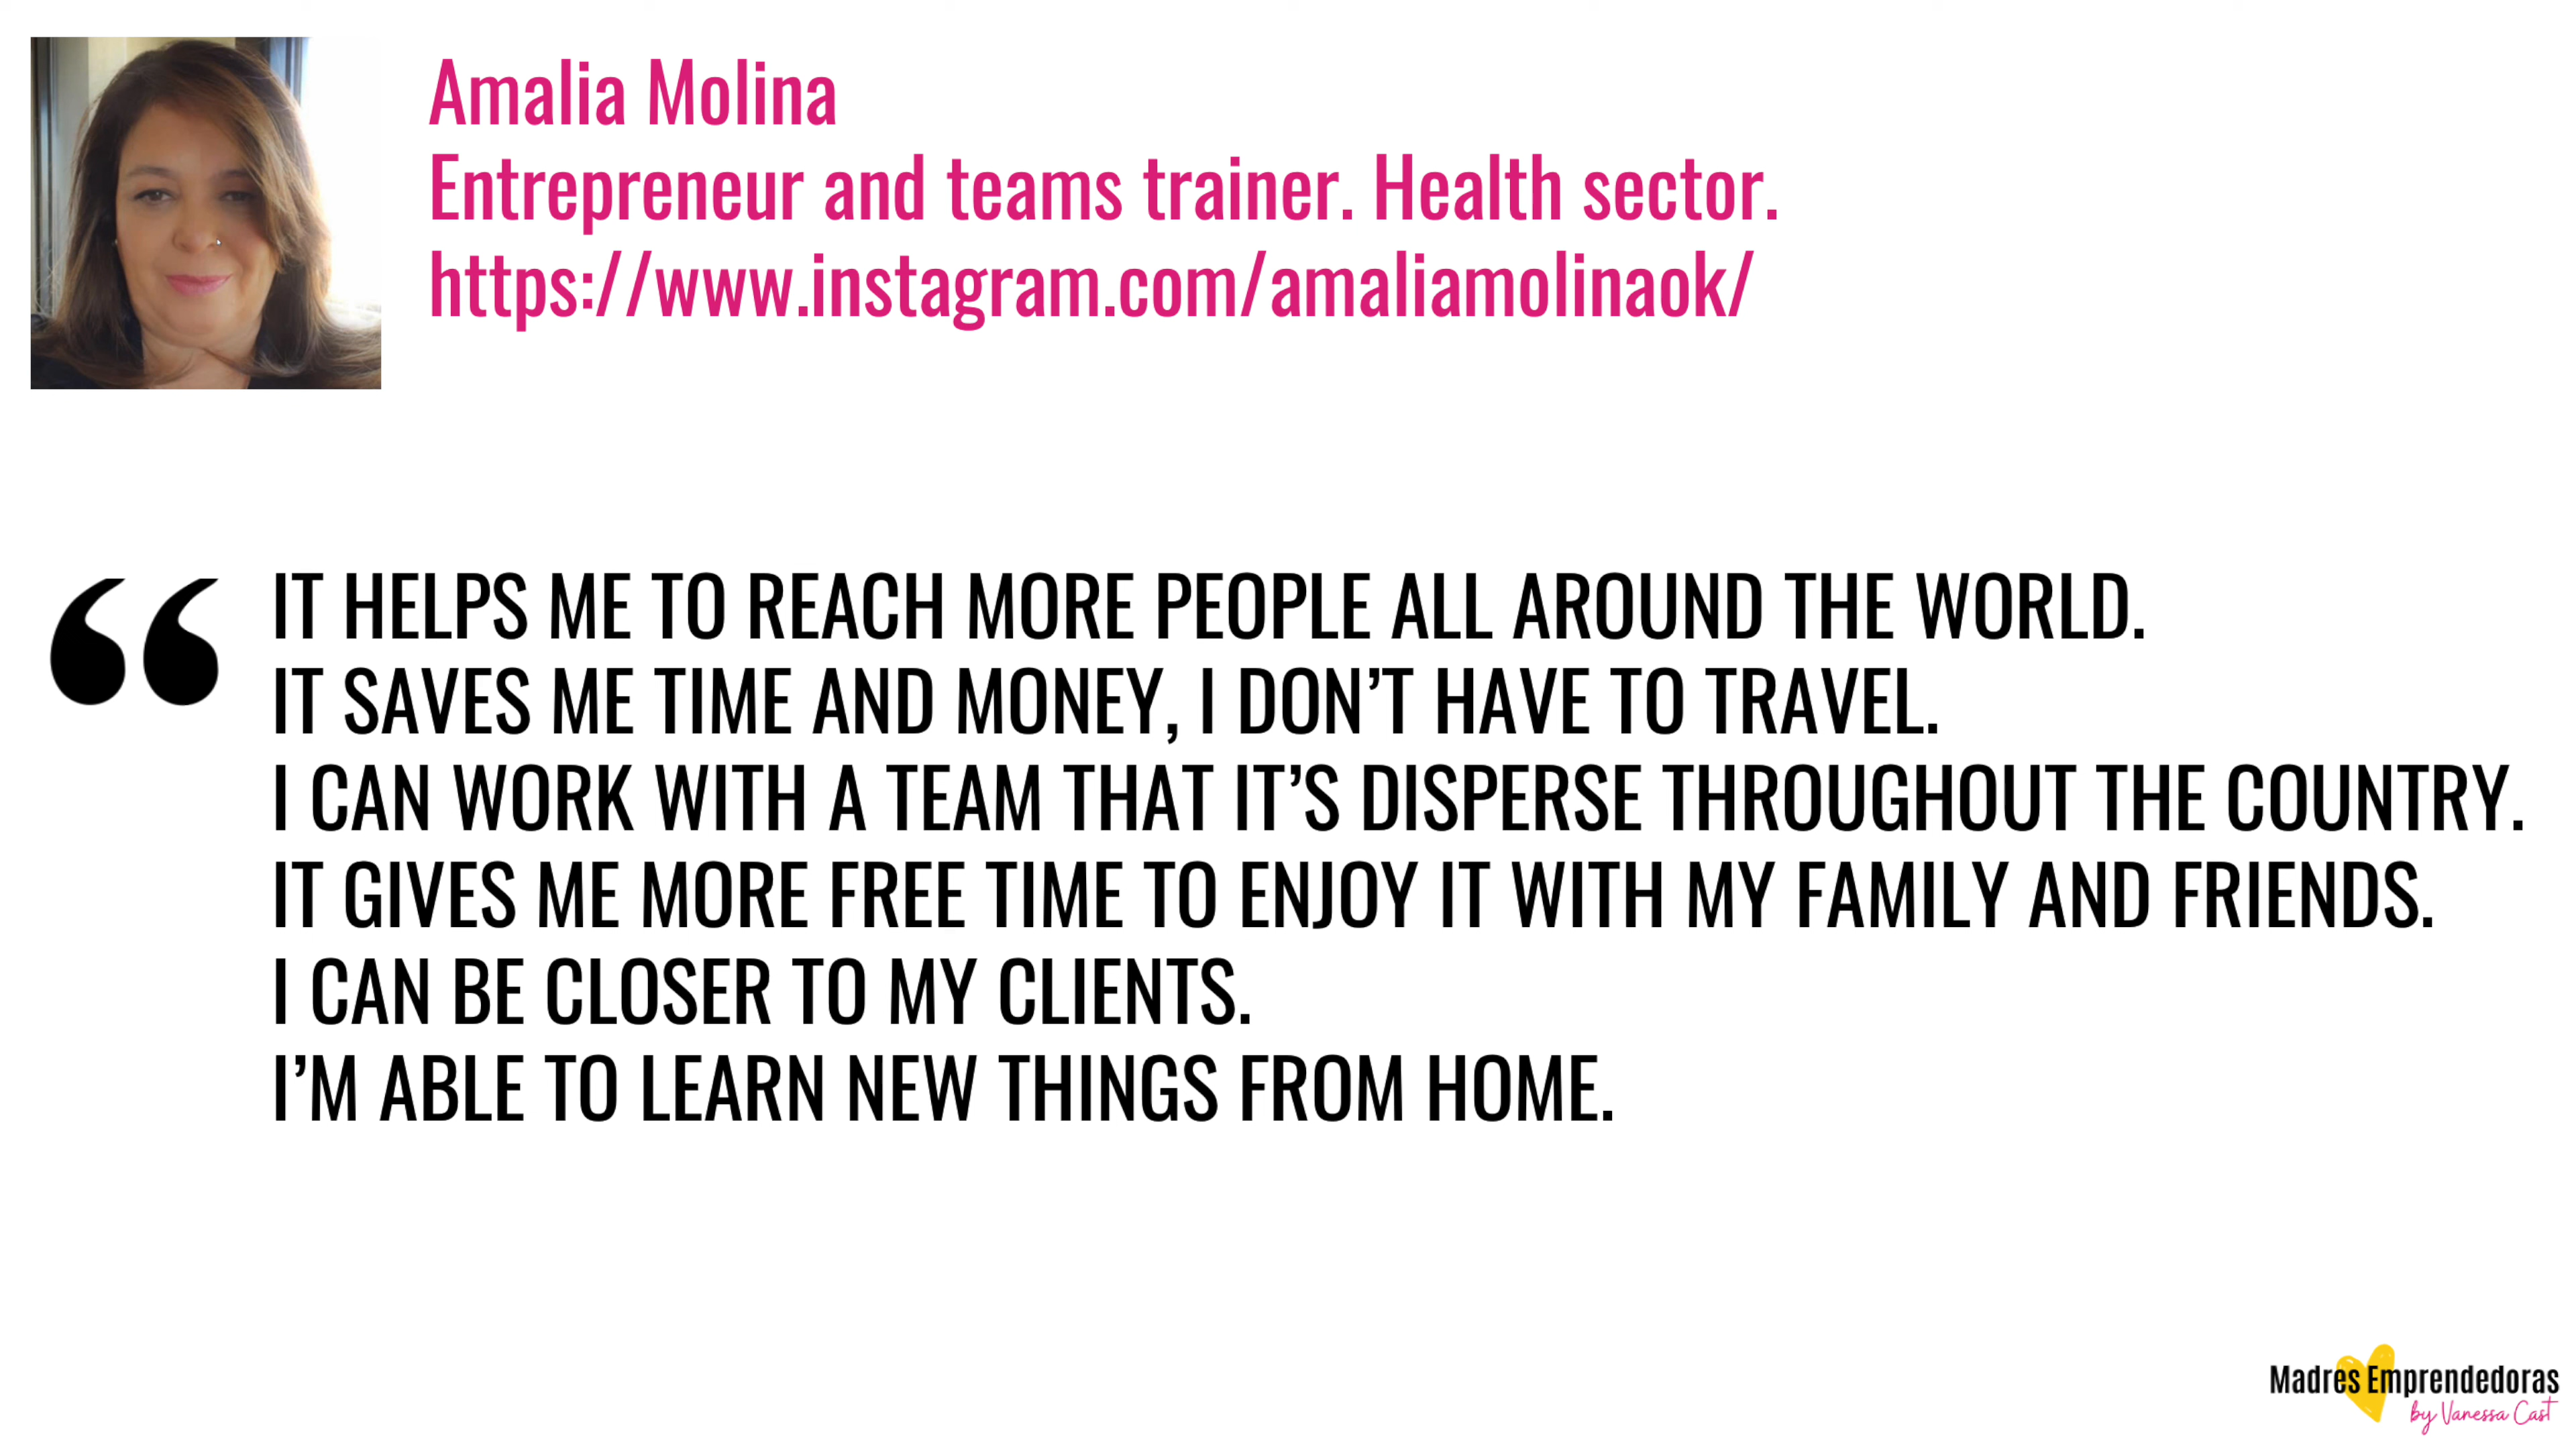 Amalia Molina
Entrepreneur and teams trainer. Health sector.
https://www.instagram.com/amaliamolinaok/
“ IT HELPS ME TO REACH MORE PEOPLE ALL AROUND THE WORLD.
IT SAVES ME TIME AND MONEY, I DON’T HAVE TO TRAVEL.
I CAN WORK WITH A TEAM THAT IT’S DISPERSE THROUGHOUT THE COUNTRY.
IT GIVES ME MORE FREE TIME TO ENJOY IT WITH MY FAMILY AND FRIENDS.
I CAN BE CLOSER TO MY CLIENTS.
I’M ABLE TO LEARN NEW THINGS FROM HOME.
Madres Emprendedoras
by Vanessa Cast